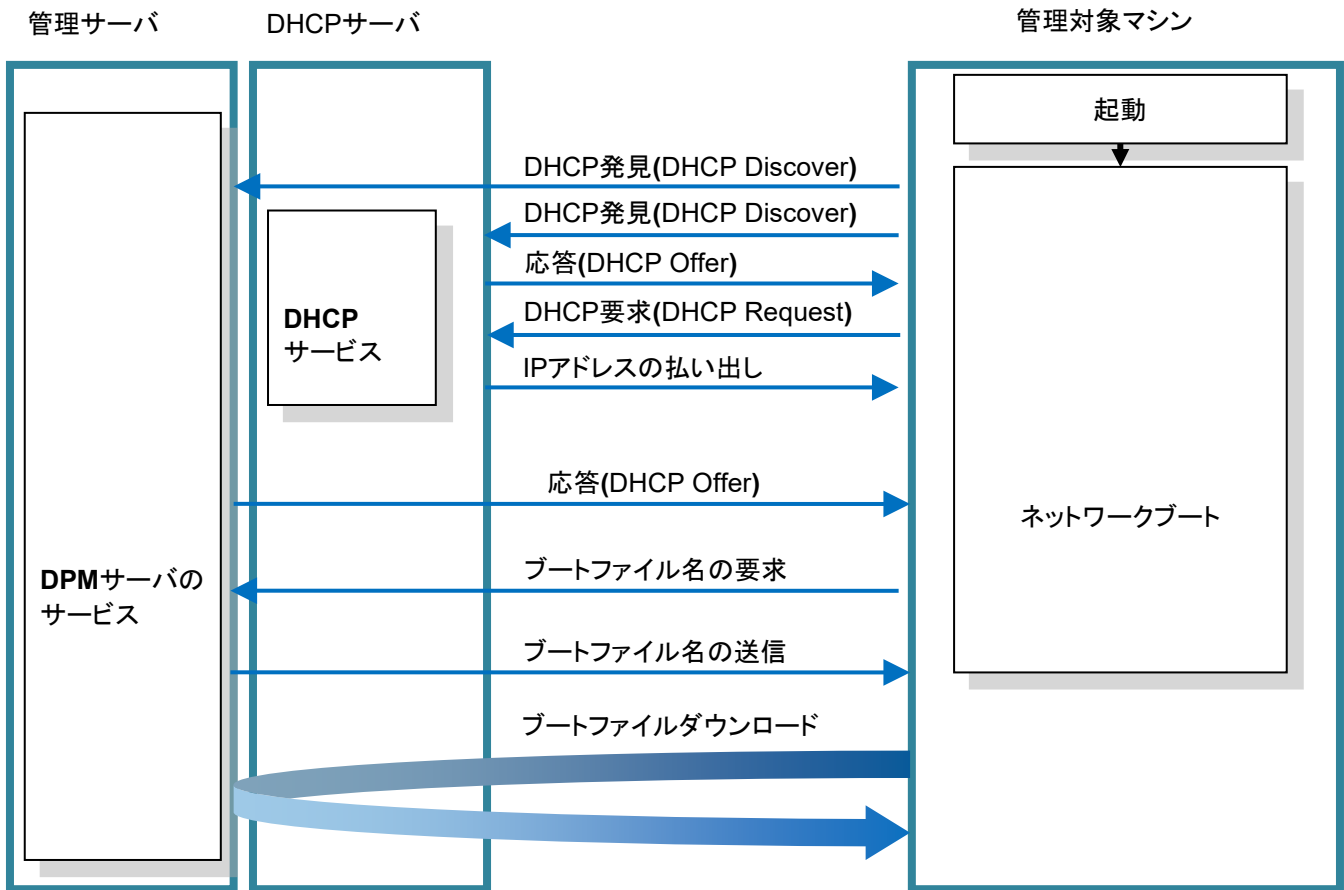 管理サーバ
DHCPサーバ
管理対象マシン
起動
DHCP発見(DHCP Discover)
DHCP発見(DHCP Discover)
応答(DHCP Offer)
DHCP要求(DHCP Request)
IPアドレスの払い出し
DHCP
サービス
応答(DHCP Offer)
ネットワークブート
ブートファイル名の要求
DPMサーバの
サービス
ブートファイル名の送信
ブートファイルダウンロード